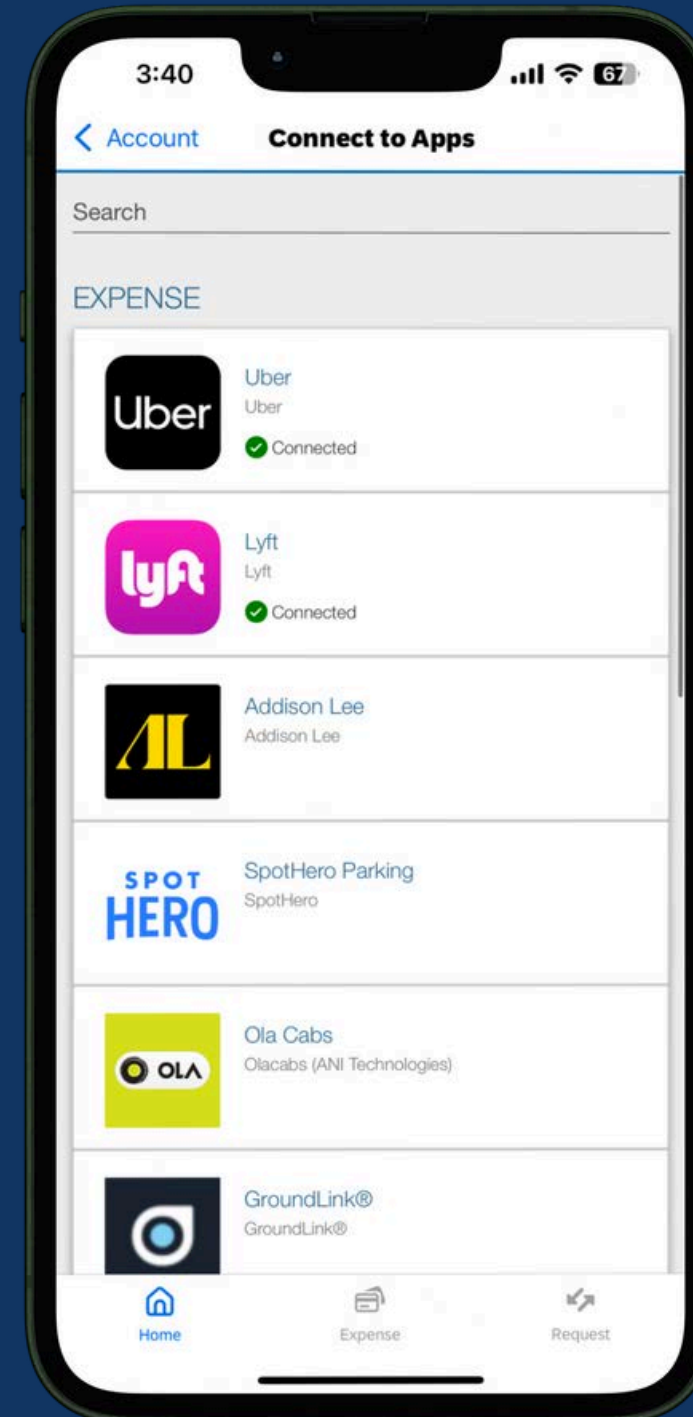 3:40
67
Account
Connect to Apps
Search
EXPENSE
Uber
Uber
Uber
Connected
lyft
Lyft
Lyft
Connected
AL
Addison Lee
Addison Lee
SPOT
HERO
SpotHero Parking
SpotHero
OLA
Ola Cabs
Olacabs (ANI Technologies)
GroundLink®
GroundLink®
Home
Expense
Request